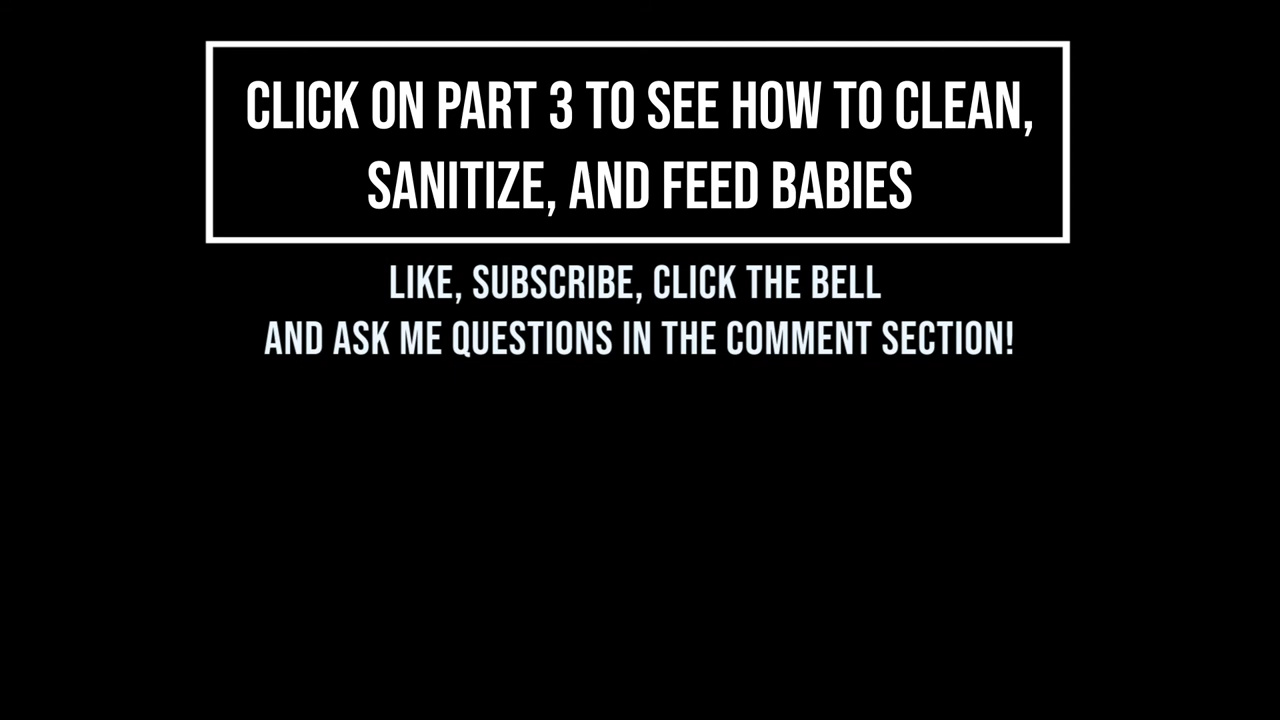 CLICK ON PART 3 TO SEE HOW TO CLEAN,
SANITIZE, AND FEED BABIES
LIKE, SUBSCRIBE, CLICK THE BELL
AND ASK ME QUESTIONS IN THE COMMENT SECTION!